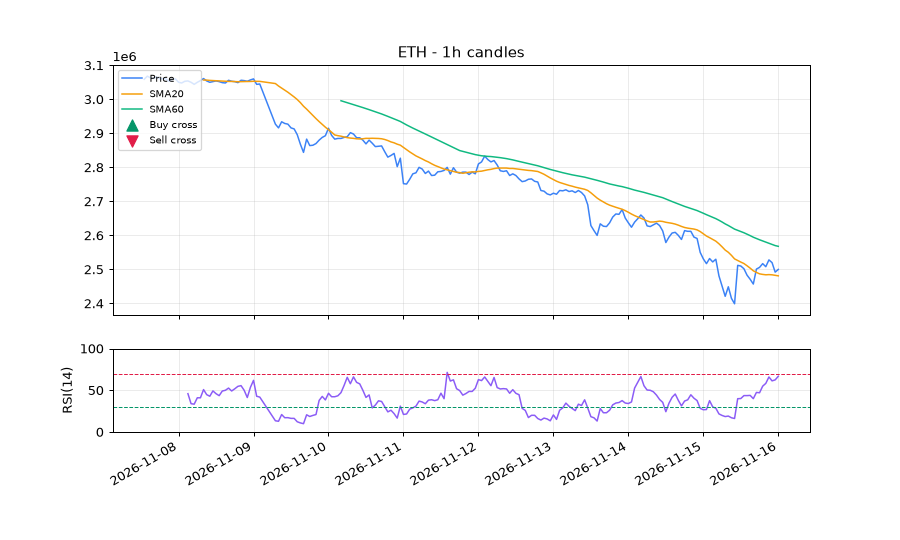 ETH - 1h candles
1e6
3.1
3.0
2.9
2.8
2.7
2.6
2.5
2.4
Price
SMA20
SMA60
Buy cross
Sell cross
RSI(14)
100
50
0
2026-11-08
2026-11-09
2026-11-10
2026-11-11
2026-11-12
2026-11-13
2026-11-14
2026-11-15
2026-11-16